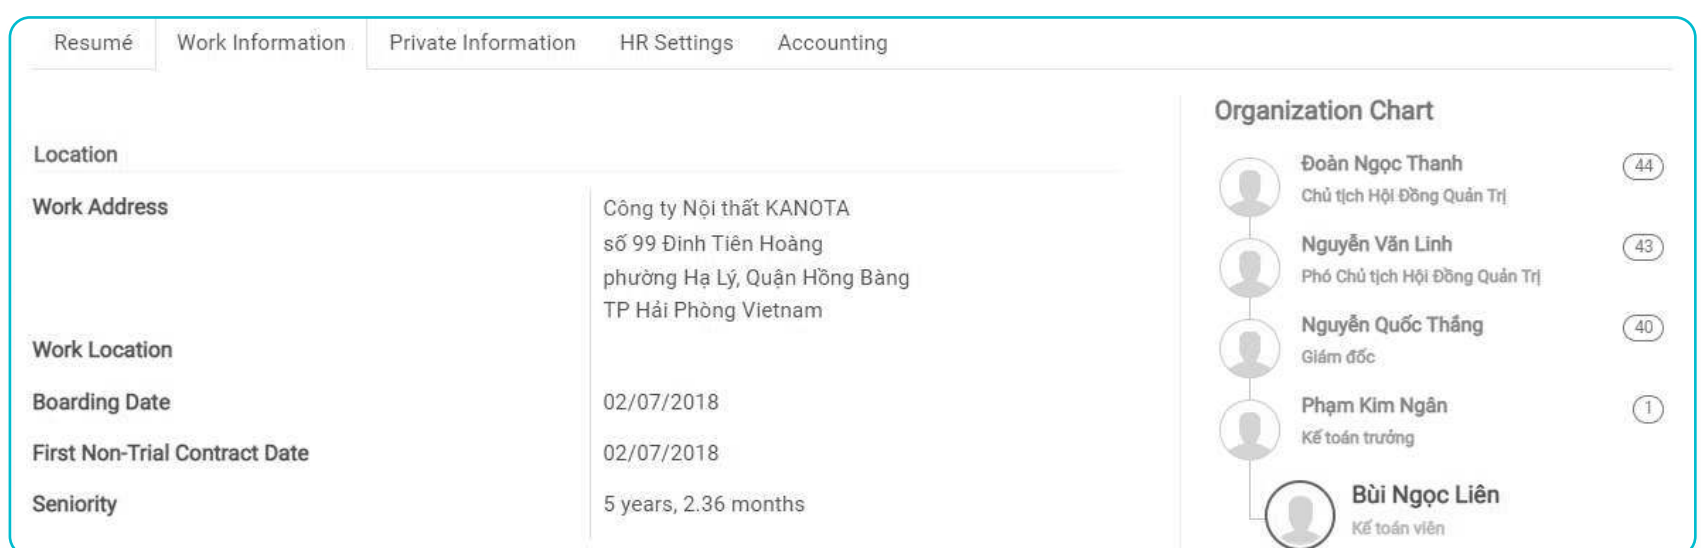 Resumé Work Information Private Information HR Settings Accounting
Location
Work Address
Công ty Nội thất KANOTA
số 99 Đinh Tiên Hoàng
phường Hạ Lý, Quận Hồng Bàng
TP Hải Phòng Vietnam
Work Location
Boarding Date 02/07/2018
First Non-Trial Contract Date 02/07/2018
Seniority 5 years, 2.36 months
Organization Chart
Đoàn Ngọc Thanh 44
Chủ tịch Hội Đồng Quản Trị
Nguyễn Văn Linh 43
Phó Chủ tịch Hội Đồng Quản Trị
Nguyễn Quốc Thắng 40
Giám đốc
Phạm Kim Ngân 1
Kế toán trưởng
Bùi Ngọc Liên
Kế toán viên